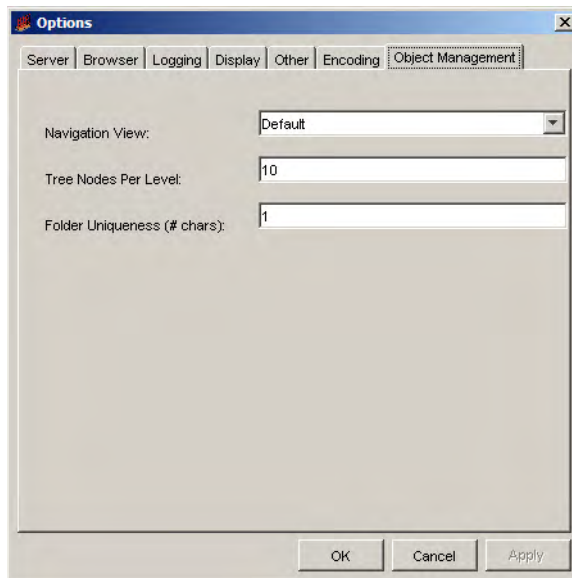 Options
Server Browser Logging Display Other Encoding Object Management
Navigation View: Default
Tree Nodes Per Level: 10
Folder Uniqueness (# chars): 1
OK Cancel Apply